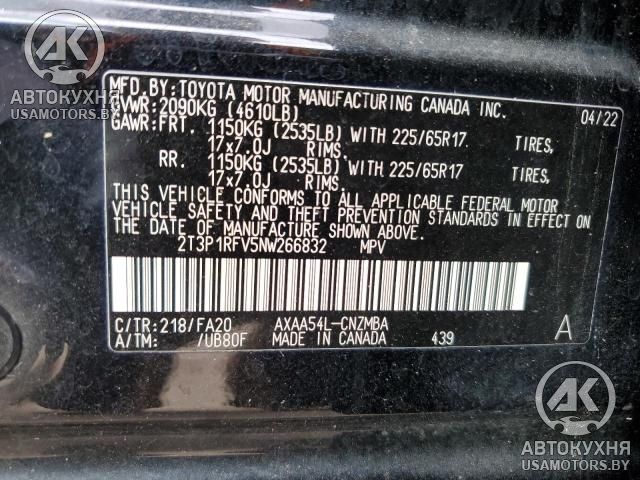 AK
АВТОКУХНЯ
USAMOTORS.BY
MFD. BY: TOYOTA MOTOR MANUFACTURING CANADA INC. 04/22
GVWR: 2090KG (4610LB)
GAWR: FRT. 1150KG (2535LB) WITH 225/65R17 TIRES,
17x7.0J RIMS.
RR. 1150KG (2535LB) WITH 225/65R17 TIRES,
17x7.0J RIMS.
THIS VEHICLE CONFORMS TO ALL APPLICABLE FEDERAL MOTOR
VEHICLE SAFETY AND THEFT PREVENTION STANDARDS IN EFFECT ON
THE DATE OF MANUFACTURE SHOWN ABOVE.
2T3P1RFV5NW266832 MPV
C/TR: 218/FA20 AXAA54L-CNZMBA A
A/TM: /UB80F MADE IN CANADA 439
AK
АВТОКУХНЯ
USAMOTORS.BY